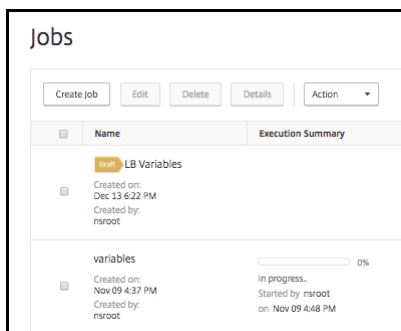 Jobs
Create Job Edit Delete Details Action
Name Execution Summary
Draft LB Variables
Created on:
Dec 13 6:22 PM
Created by:
nsroot
variables 0%
Created on: In progress..
Nov 09 4:37 PM Started by nsroot
Created by: on Nov 09 4:48 PM
nsroot